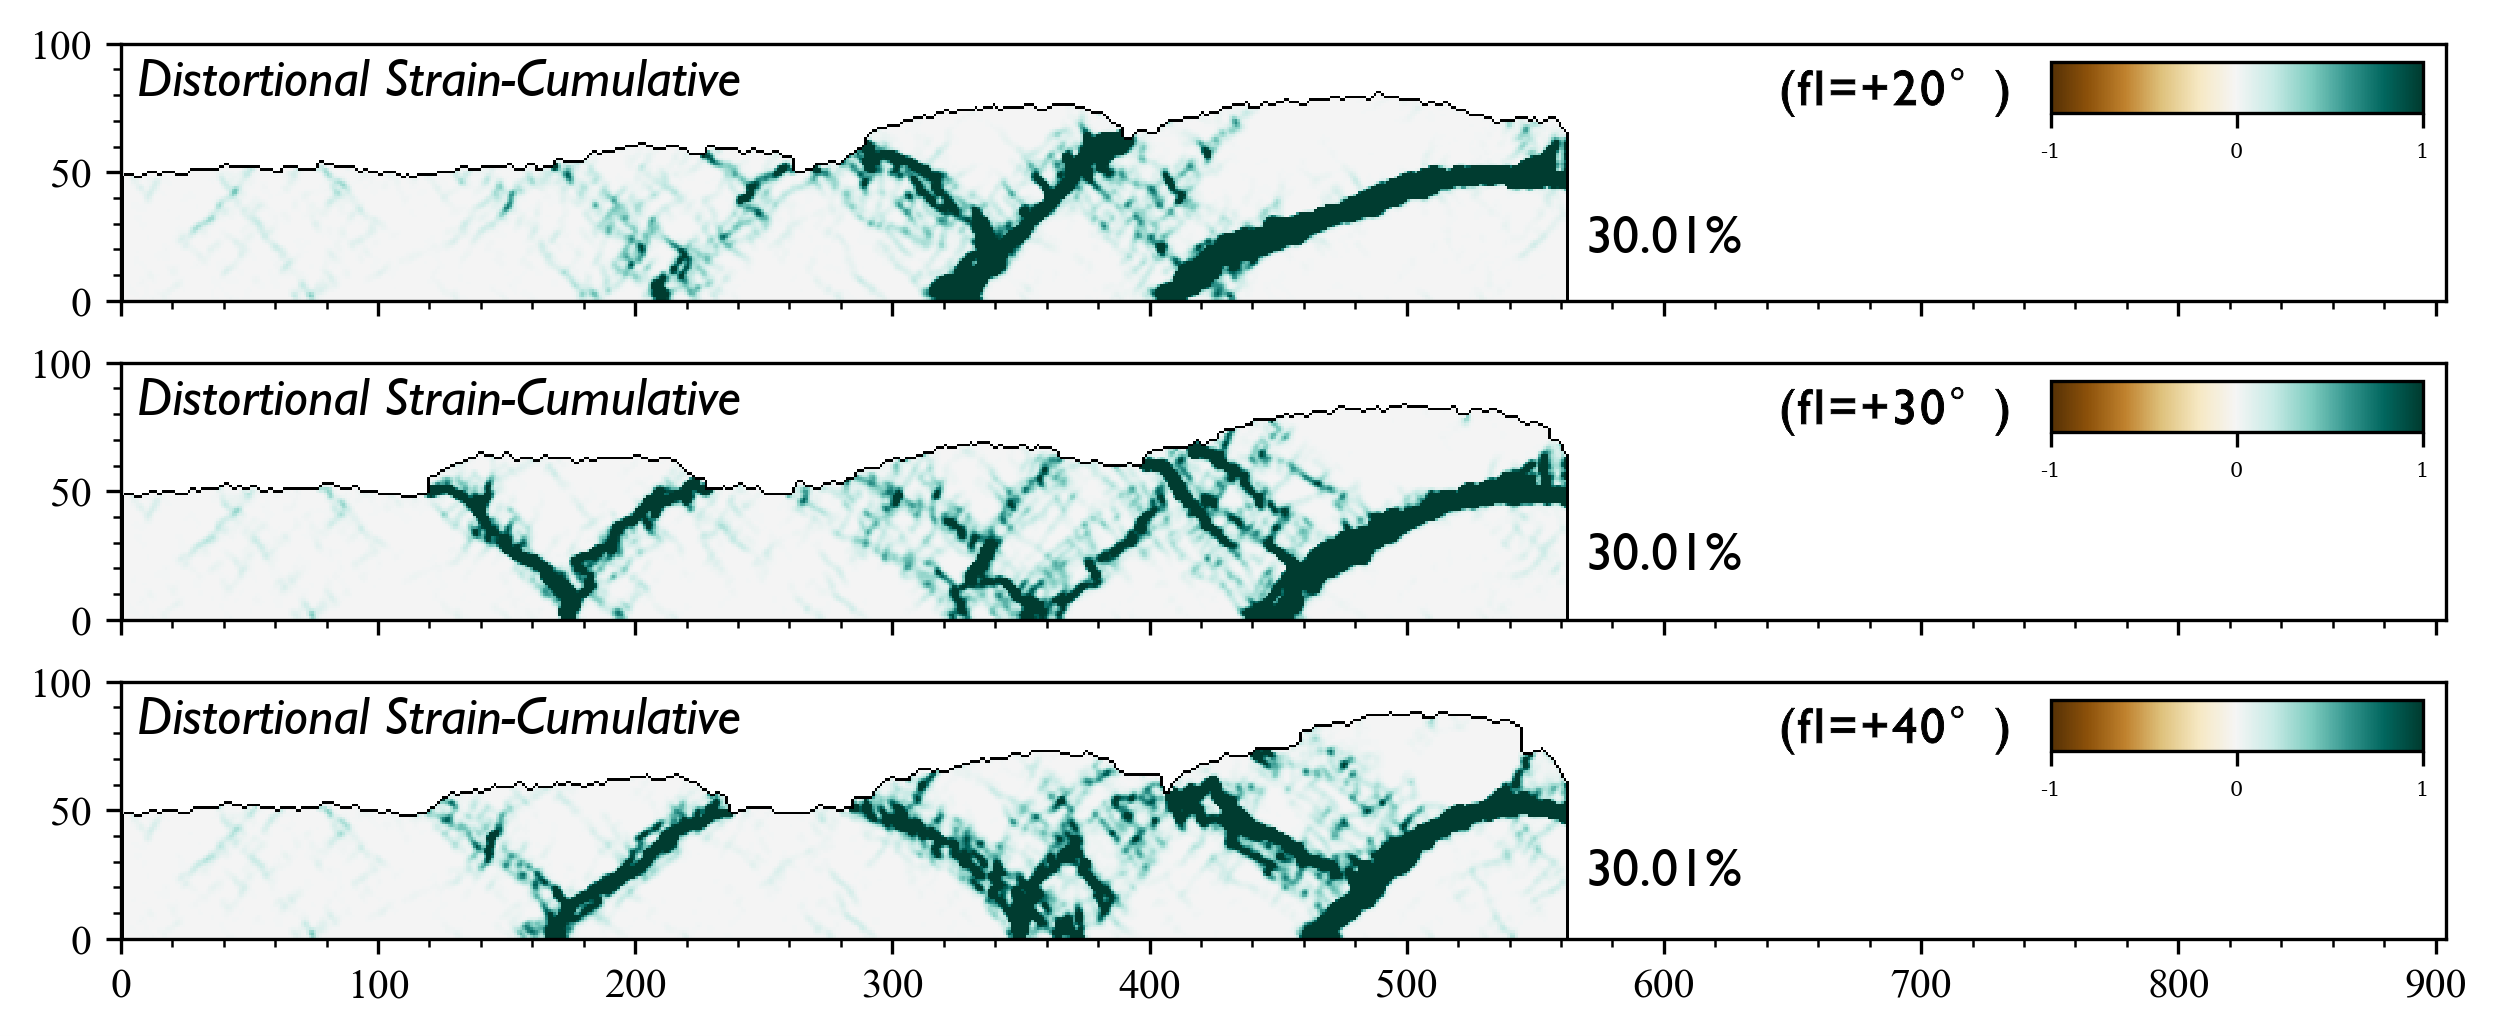 100
50
0
Distortional Strain-Cumulative
(fl=+20° )
-1 0 1
30.01%
100
50
0
Distortional Strain-Cumulative
(fl=+30° )
-1 0 1
30.01%
100
50
0
Distortional Strain-Cumulative
(fl=+40° )
-1 0 1
30.01%
0 100 200 300 400 500 600 700 800 900